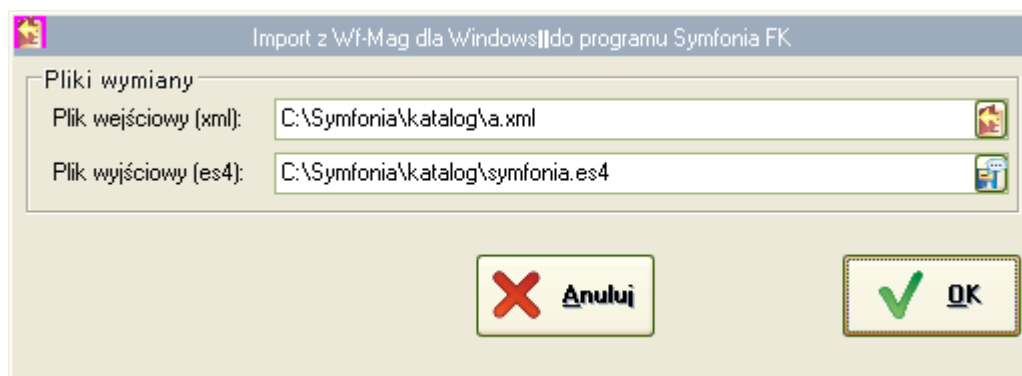 Import z Wf-Mag dla Windows||do programu Symfonia FK
Pliki wymiany
Plik wejściowy (xml): C:\Symfonia\katalog\a.xml
Plik wyjściowy (es4): C:\Symfonia\katalog\symfonia.es4
Anuluj OK